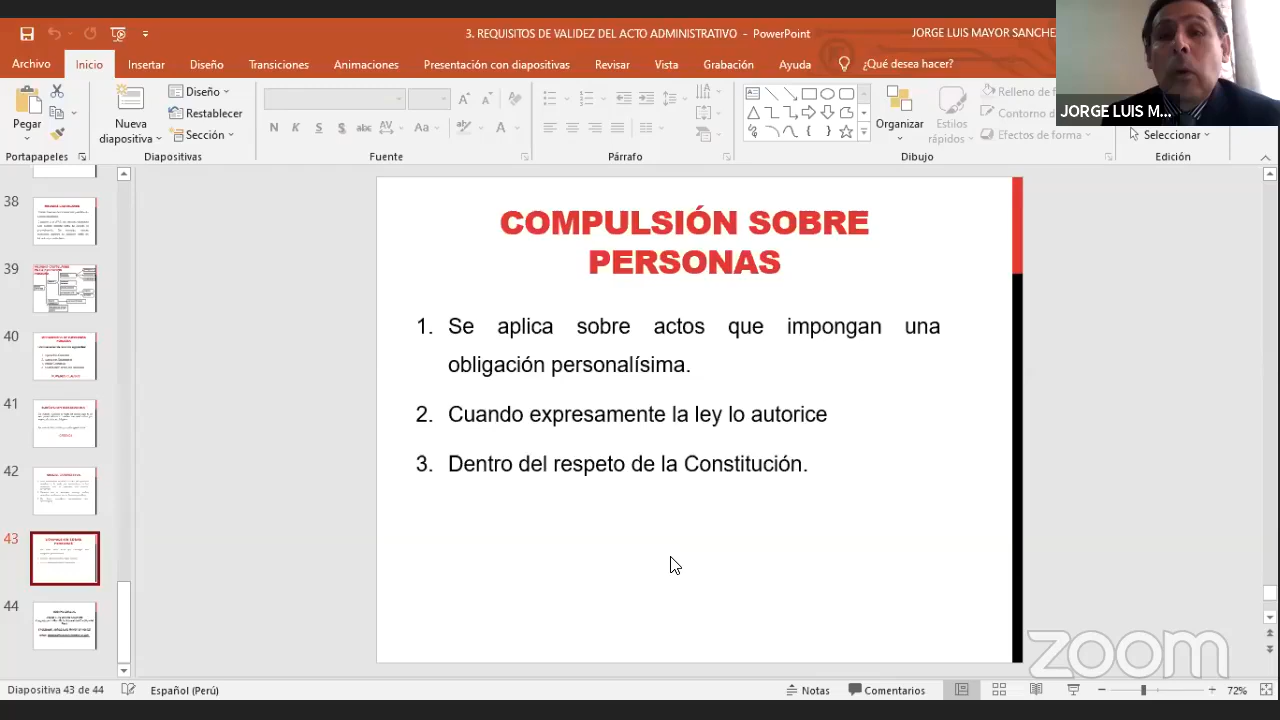 3. REQUISITOS DE VALIDEZ DEL ACTO ADMINISTRATIVO - PowerPoint
JORGE LUIS MAYOR SANCHE
Archivo Inicio Insertar Diseño Transiciones Animaciones Presentación con diapositivas Revisar Vista Grabación Ayuda ¿Qué desea hacer?
JORGE LUIS M...
Pegar
Nueva diapositiva
Diseño
Restablecer
Sección
N K S S abc AV Aa A
Organizar
Estilos rápidos
Relleno de
Contorno d
Efectos de forma
Seleccionar
Portapapeles Diapositivas Fuente Párrafo Dibujo Edición
38
39
40
41
42
43
44
COMPULSIÓN SOBRE
PERSONAS
1. Se aplica sobre actos que impongan una
obligación personalísima.
2. Cuando expresamente la ley lo autorice
3. Dentro del respeto de la Constitución.
zoom
Diapositiva 43 de 44 Español (Perú) Notas Comentarios 72%